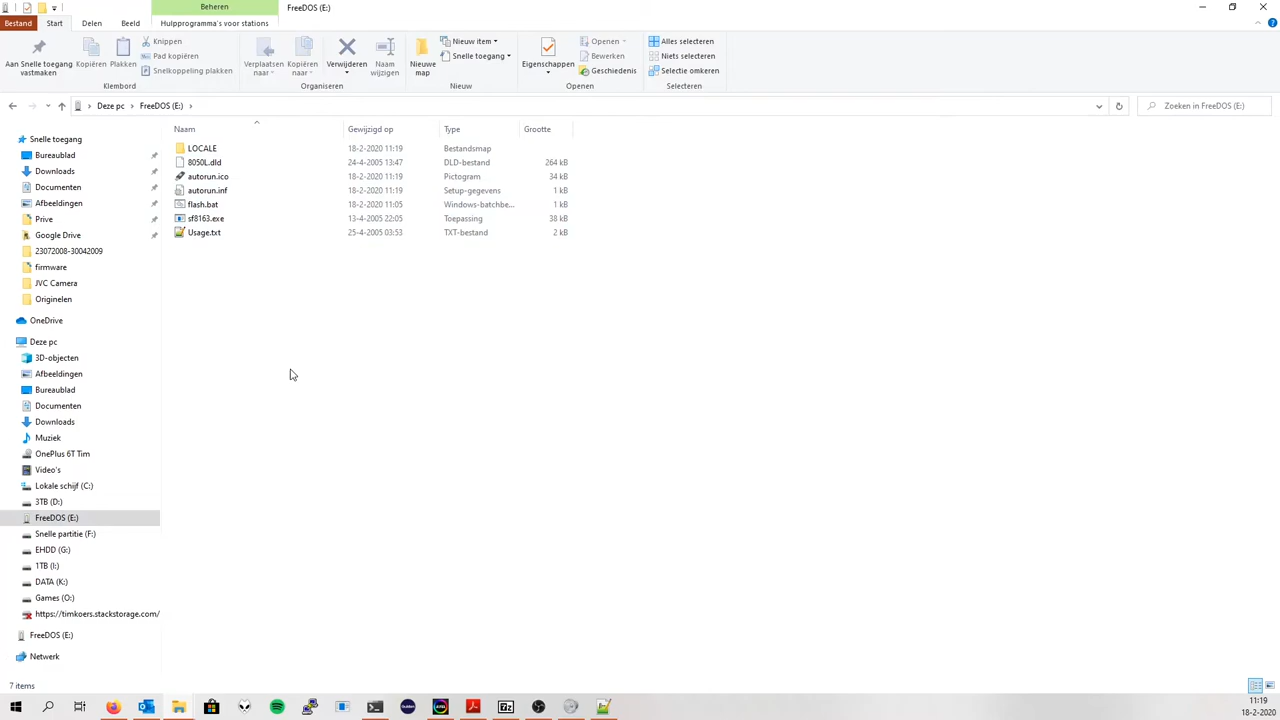 Beheren
FreeDOS (E:)
Bestand Start Delen Beeld Hulpprogramma's voor stations
Aan Snelle toegang vastmaken
Kopiëren
Plakken
Knippen
Pad kopiëren
Snelkoppeling plakken
Klembord
Verplaatsen naar
Kopiëren naar
Verwijderen
Naam wijzigen
Organiseren
Nieuwe map
Nieuw item
Snelle toegang
Nieuw
Eigenschappen
Openen
Bewerken
Geschiedenis
Openen
Alles selecteren
Niets selecteren
Selectie omkeren
Selecteren
Deze pc FreeDOS (E:)
Zoeken in FreeDOS (E:)
Naam Gewijzigd op Type Grootte
LOCALE 18-2-2020 11:19 Bestandsmap
8050L.dld 24-4-2005 13:47 DLD-bestand 264 kB
autorun.ico 18-2-2020 11:19 Pictogram 34 kB
autorun.inf 18-2-2020 11:19 Setup-gegevens 1 kB
flash.bat 18-2-2020 11:05 Windows-batchbe... 1 kB
sf8163.exe 13-4-2005 22:05 Toepassing 38 kB
Usage.txt 25-4-2005 03:53 TXT-bestand 2 kB
Snelle toegang
Bureaublad
Downloads
Documenten
Afbeeldingen
Prive
Google Drive
23072008-30042009
firmware
JVC Camera
Originelen
OneDrive
Deze pc
3D-objecten
Afbeeldingen
Bureaublad
Documenten
Downloads
Muziek
OnePlus 6T Tim
Video's
Lokale schijf (C:)
3TB (D:)
FreeDOS (E:)
Snelle partitie (F:)
EHDD (G:)
1TB (I:)
DATA (K:)
Games (O:)
https://timkoers.stackstorage.com/
FreeDOS (E:)
Netwerk
7 items
11:19
18-2-2020